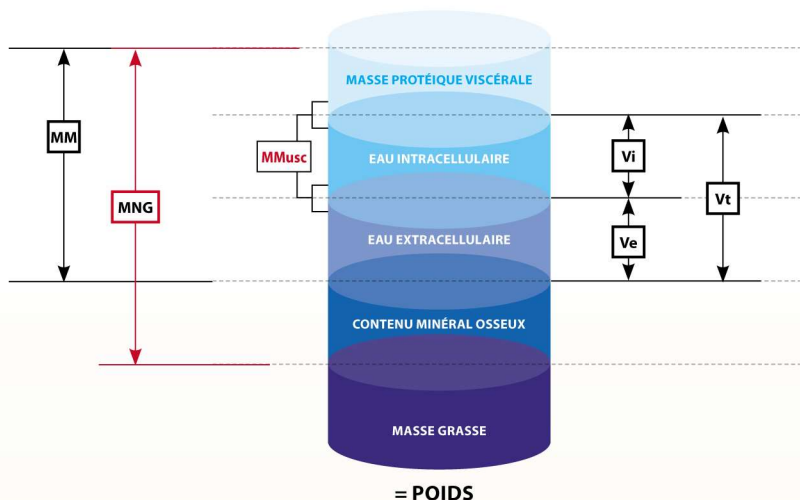 MASSE PROTÉIQUE VISCÉRALE
MM
MMusc
EAU INTRACELLULAIRE
Vi
MNG
Vt
EAU EXTRACELLULAIRE
Ve
CONTENU MINÉRAL OSSEUX
MASSE GRASSE
= POIDS